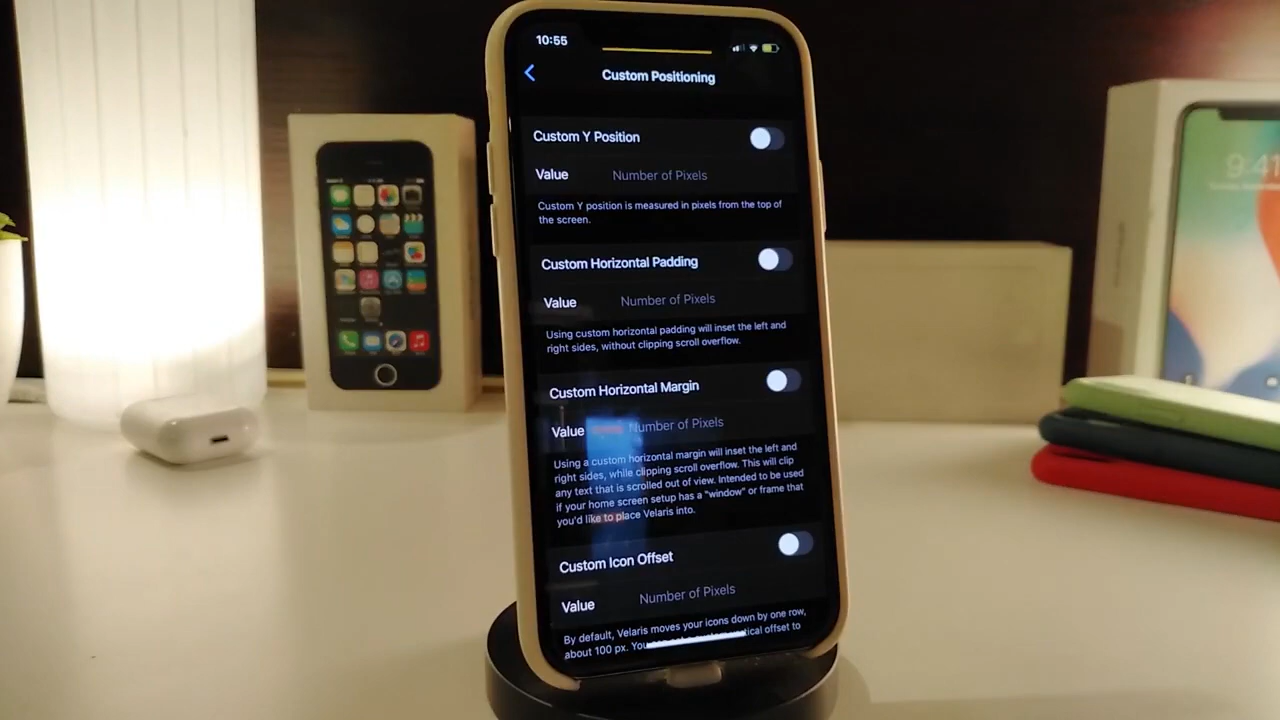 10:55
Custom Positioning
Custom Y Position
Value Number of Pixels
Custom Y position is measured in pixels from the top of
the screen.
Custom Horizontal Padding
Value Number of Pixels
Using custom horizontal padding will inset the left and
right sides, without clipping scroll overflow.
Custom Horizontal Margin
Value Number of Pixels
Using a custom horizontal margin will inset the left and
right sides, while clipping scroll overflow. This will clip
any text that is scrolled out of view. Intended to be used
if your home screen setup has a "window" or frame that
you'd like to place Velaris into.
Custom Icon Offset
Value Number of Pixels
By default, Velaris moves your icons down by one row,
about 100 px. offset to
9:41